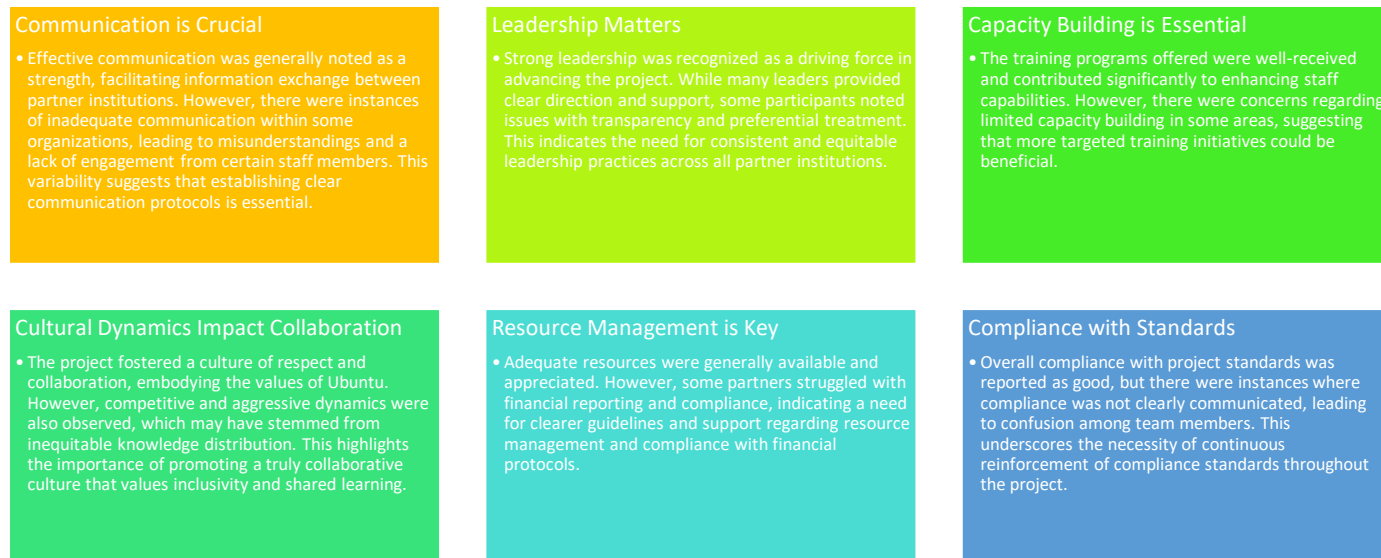 Communication is Crucial
• Effective communication was generally noted as a
strength, facilitating information exchange between
partner institutions. However, there were instances
of inadequate communication within some
organizations, leading to misunderstandings and a
lack of engagement from certain staff members. This
variability suggests that establishing clear
communication protocols is essential.
Leadership Matters
• Strong leadership was recognized as a driving force in
advancing the project. While many leaders provided
clear direction and support, some participants noted
issues with transparency and preferential treatment.
This indicates the need for consistent and equitable
leadership practices across all partner institutions.
Capacity Building is Essential
• The training programs offered were well-received
and contributed significantly to enhancing staff
capabilities. However, there were concerns regarding
limited capacity building in some areas, suggesting
that more targeted training initiatives could be
beneficial.
Cultural Dynamics Impact Collaboration
• The project fostered a culture of respect and
collaboration, embodying the values of Ubuntu.
However, competitive and aggressive dynamics were
also observed, which may have stemmed from
inequitable knowledge distribution. This highlights
the importance of promoting a truly collaborative
culture that values inclusivity and shared learning.
Resource Management is Key
• Adequate resources were generally available and
appreciated. However, some partners struggled with
financial reporting and compliance, indicating a need
for clearer guidelines and support regarding resource
management and compliance with financial
protocols.
Compliance with Standards
• Overall compliance with project standards was
reported as good, but there were instances where
compliance was not clearly communicated, leading
to confusion among team members. This
underscores the necessity of continuous
reinforcement of compliance standards throughout
the project.